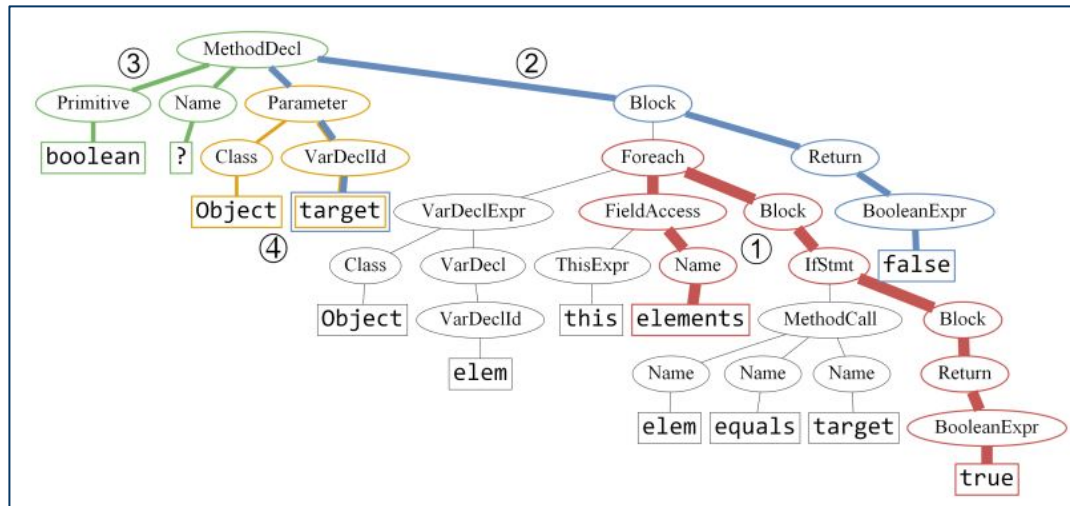 MethodDecl
③
②
Primitive Name Parameter Block
boolean ? Class VarDeclId Foreach Return
Object target VarDeclExpr FieldAccess Block BooleanExpr
④ ①
Class VarDecl ThisExpr Name IfStmt false
Object VarDeclId this elements MethodCall Block
elem Name Name Name Return
elem equals target BooleanExpr
true